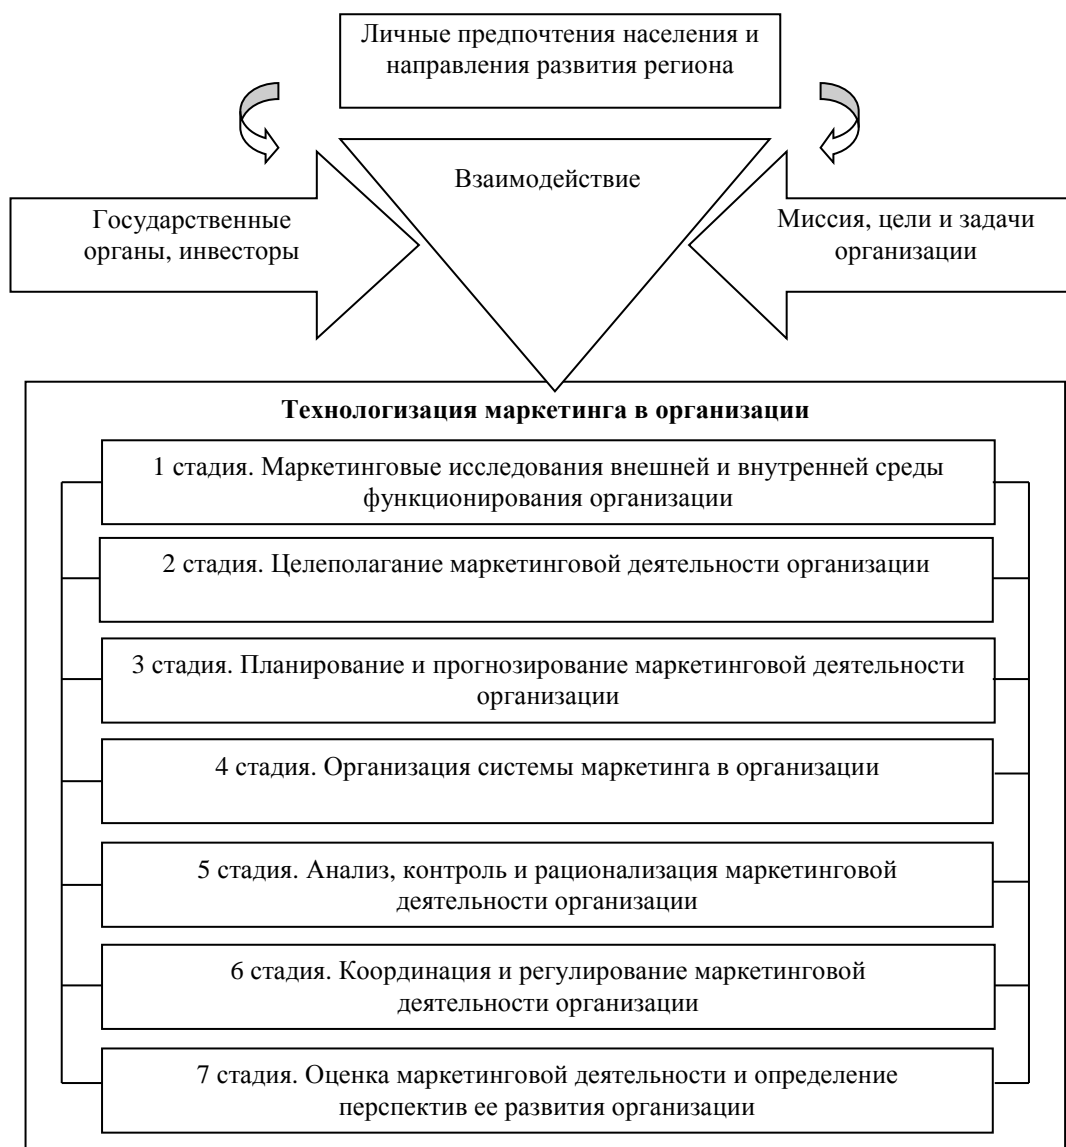 Личные предпочтения населения и
направления развития региона
Взаимодействие
Государственные
органы, инвесторы
Миссия, цели и задачи
организации
Технологизация маркетинга в организации
1 стадия. Маркетинговые исследования внешней и внутренней среды
функционирования организации
2 стадия. Целеполагание маркетинговой деятельности организации
3 стадия. Планирование и прогнозирование маркетинговой деятельности
организации
4 стадия. Организация системы маркетинга в организации
5 стадия. Анализ, контроль и рационализация маркетинговой
деятельности организации
6 стадия. Координация и регулирование маркетинговой
деятельности организации
7 стадия. Оценка маркетинговой деятельности и определение
перспектив ее развития организации